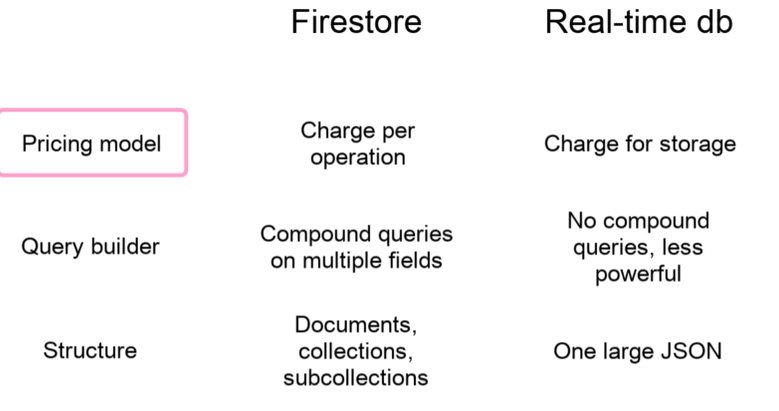 Firestore
Real-time db
Pricing model
Charge per
operation
Charge for storage
Query builder
Compound queries
on multiple fields
No compound
queries, less
powerful
Structure
Documents,
collections,
subcollections
One large JSON